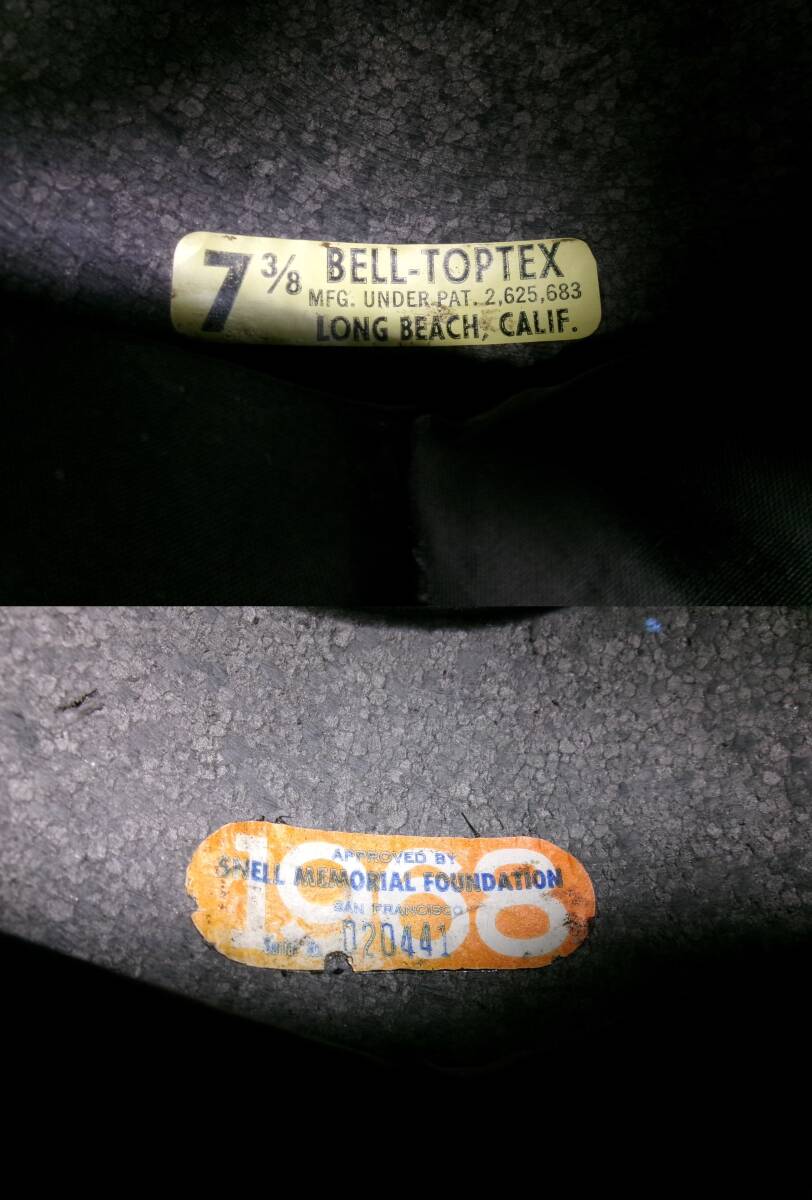 7 3/8 BELL-TOPTEX
MFG. UNDER PAT. 2,625,683
LONG BEACH, CALIF.
1968
APPROVED BY
SNELL MEMORIAL FOUNDATION
SAN FRANCISCO
020441